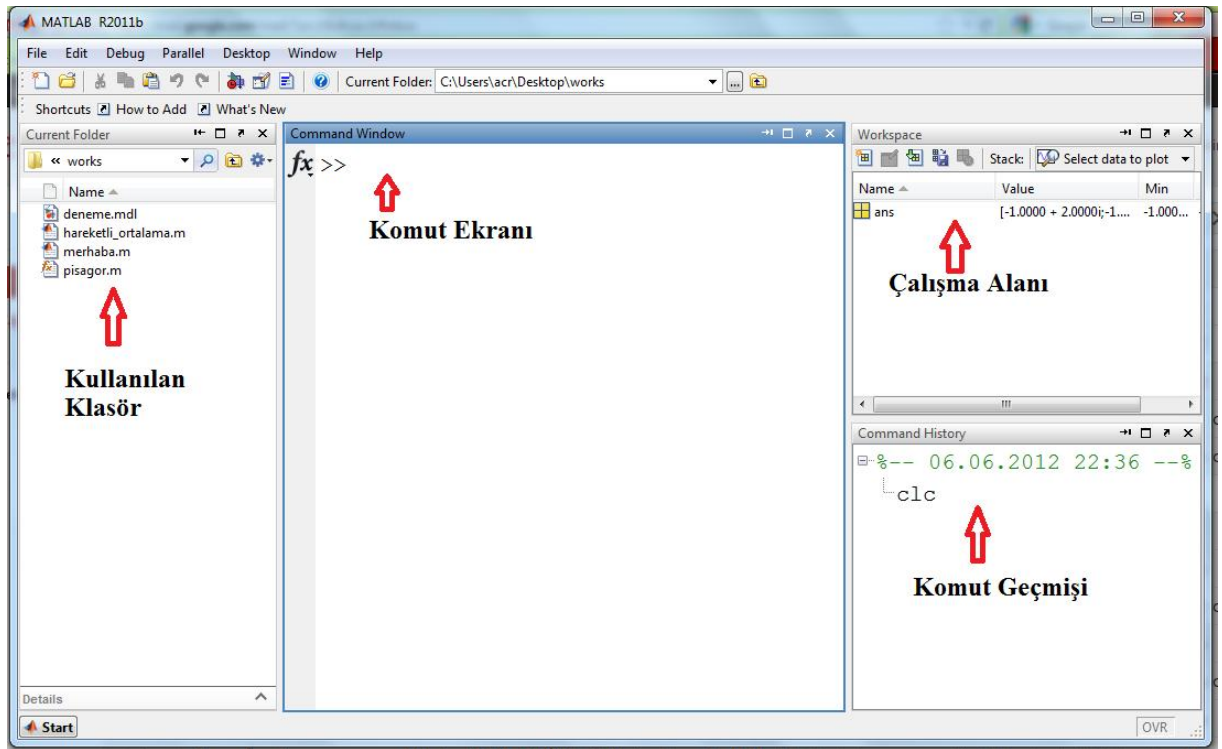 MATLAB R2011b
File Edit Debug Parallel Desktop Window Help
Current Folder: C:\Users\acr\Desktop\works
Shortcuts How to Add What's New
Current Folder
« works
Name
deneme.mdl
hareketli_ortalama.m
merhaba.m
pisagor.m
Kullanılan
Klasör
Details
Command Window
fx >>
Komut Ekranı
Workspace
Stack: Select data to plot
Name Value Min
ans [-1.0000 + 2.0000i;-1.... -1.000...
Çalışma Alanı
Command History
%-- 06.06.2012 22:36 --%
clc
Komut Geçmişi
Start
OVR